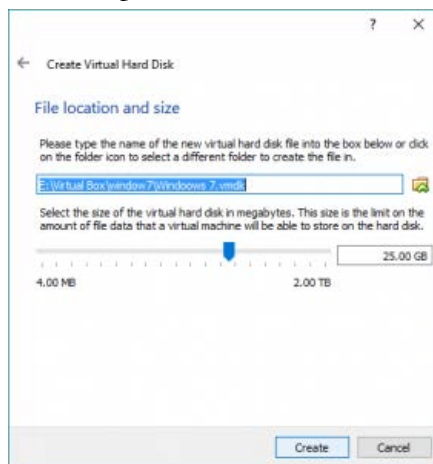 ?
Create Virtual Hard Disk
File location and size
Please type the name of the new virtual hard disk file into the box below or click
on the folder icon to select a different folder to create the file in.
E:\Virtual Box\window7\Windoows 7.vmdk
Select the size of the virtual hard disk in megabytes. This size is the limit on the
amount of file data that a virtual machine will be able to store on the hard disk.
25.00 GB
4.00 MB 2.00 TB
Create Cancel